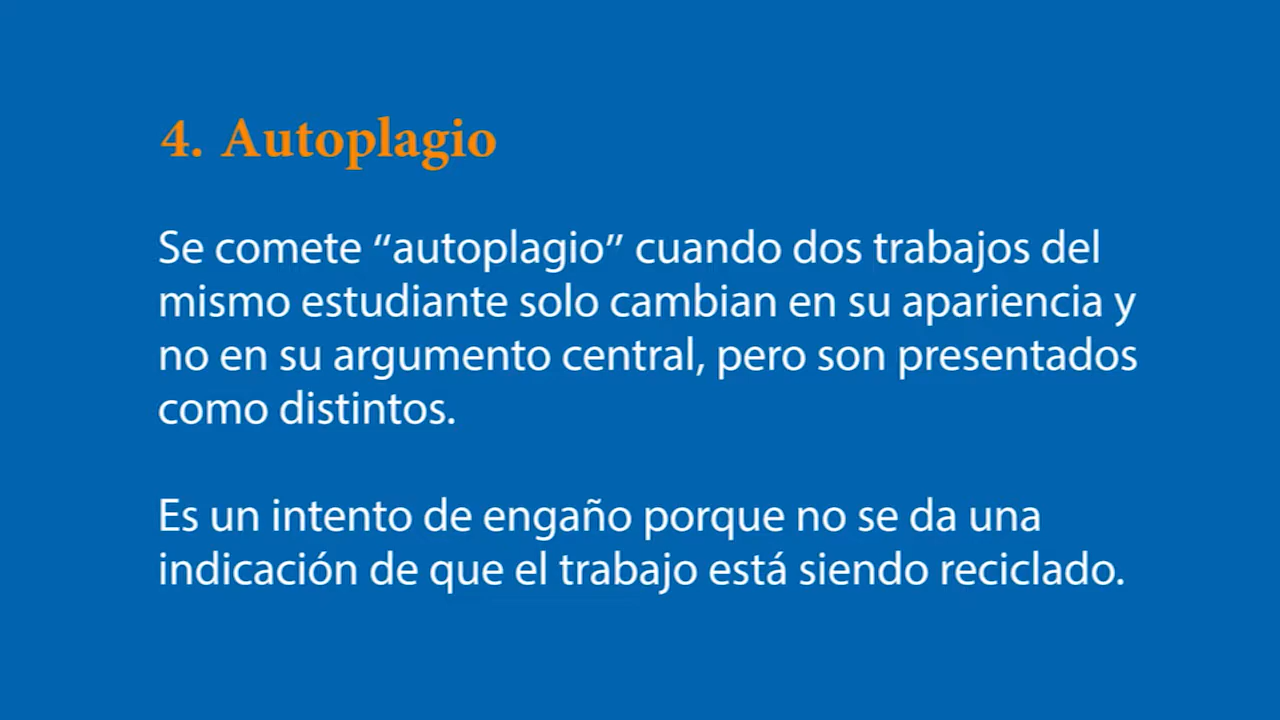 4. Autoplagio
Se comete “autoplagio” cuando dos trabajos del
mismo estudiante solo cambian en su apariencia y
no en su argumento central, pero son presentados
como distintos.
Es un intento de engaño porque no se da una
indicación de que el trabajo está siendo reciclado.